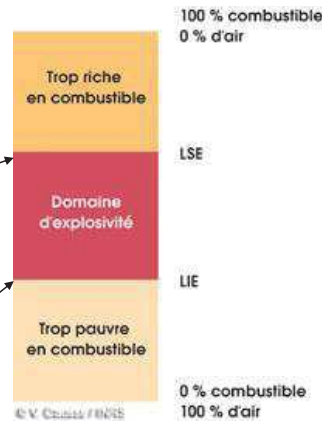 100 % combustible
0 % d'air
Trop riche
en combustible
LSE
Domaine
d'explosivité
LIE
Trop pauvre
en combustible
0 % combustible
100 % d'air
© V. / INRS